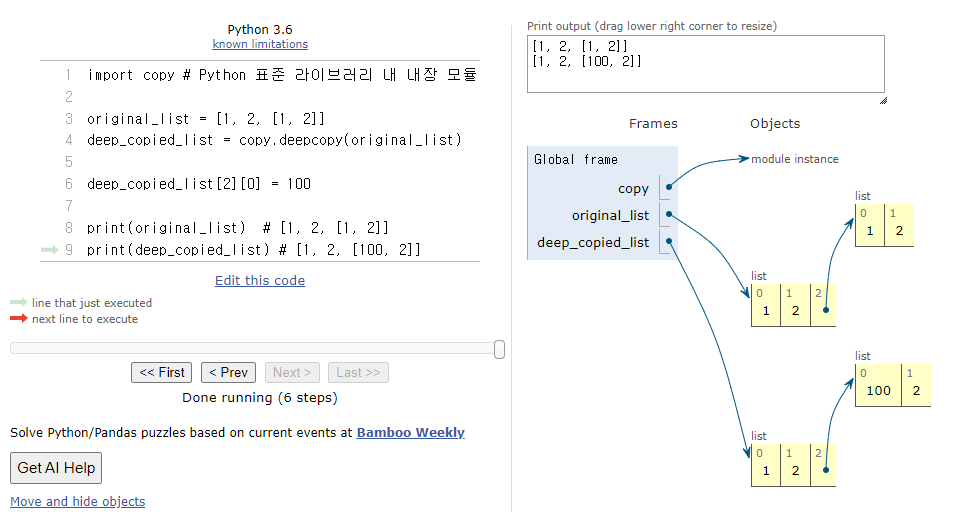 Python 3.6
known limitations
1 import copy # Python 표준 라이브러리 내 내장 모듈
2
3 original_list = [1, 2, [1, 2]]
4 deep_copied_list = copy.deepcopy(original_list)
5
6 deep_copied_list[2][0] = 100
7
8 print(original_list)  # [1, 2, [1, 2]]
9 print(deep_copied_list) # [1, 2, [100, 2]]
Edit this code
line that just executed
next line to execute
<< First < Prev Next > Last >>
Done running (6 steps)
Solve Python/Pandas puzzles based on current events at Bamboo Weekly
Get AI Help
Move and hide objects
Print output (drag lower right corner to resize)
[1, 2, [1, 2]]
[1, 2, [100, 2]]
Frames Objects
Global frame
copy
original_list
deep_copied_list
module instance
list
0 1
1 2
list
0 1 2
1 2
list
0 1
100 2
list
0 1 2
1 2